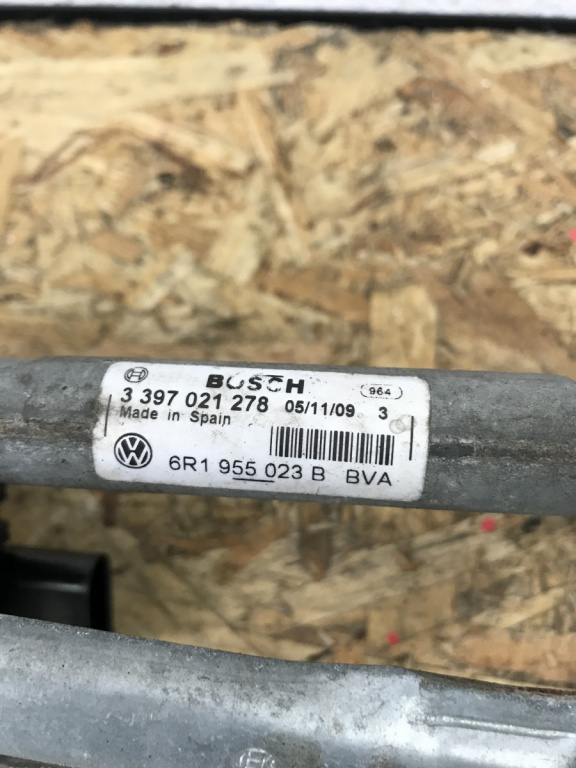 BOSCH 964
3 397 021 278 05/11/09 3
Made in Spain
6R1 955 023 B BVA